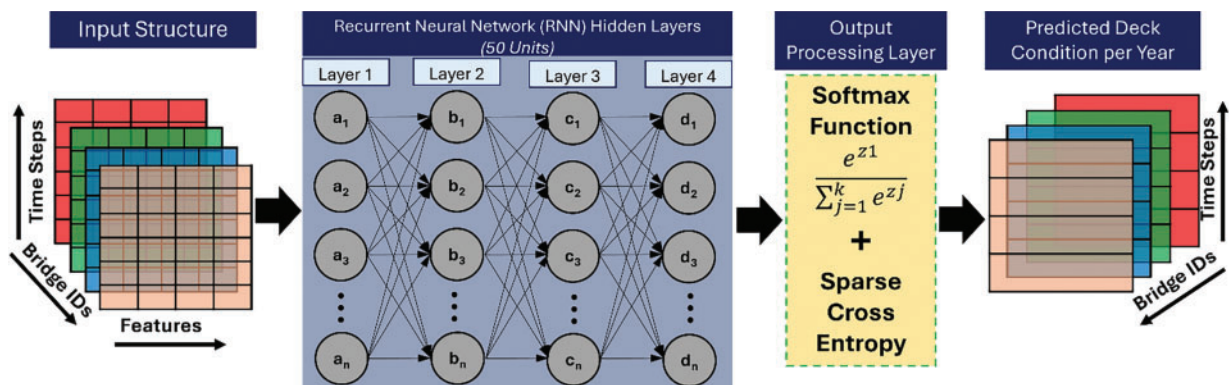 Input Structure
Time Steps
Bridge IDs
Features
Recurrent Neural Network (RNN) Hidden Layers
(50 Units)
Layer 1
Layer 2
Layer 3
Layer 4
a₁
b₁
c₁
d₁
a₂
b₂
c₂
d₂
a₃
b₃
c₃
d₃
aₙ
bₙ
cₙ
dₙ
Output
Processing Layer
Softmax
Function
e^{z1}
∑_{j=1}^{k} e^{zj}
+
Sparse
Cross
Entropy
Predicted Deck
Condition per Year
Time Steps
Bridge IDs